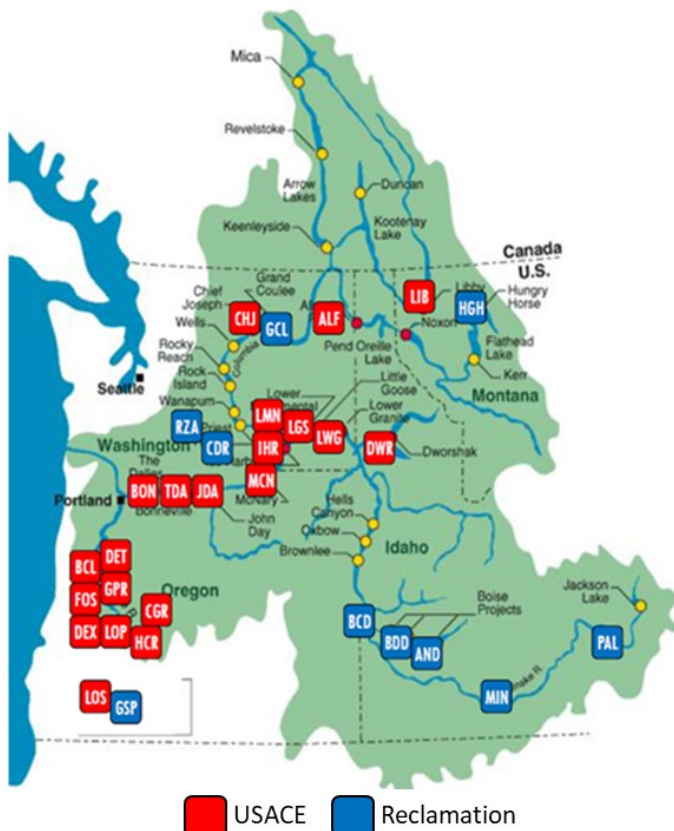 Mica
Revelstoke
Arrow
Lakes
Duncan
Kootenay
Lake
Keenleyside
Canada
U.S.
Grand
Coulee
Chief
Joseph
Libby
Hungry
Horse
LIB
HGH
CHJ
GCL
ALF
Noxon
Wells
Pend Oreille
Lake
Flathead
Lake
Rocky
Reach
Columbia
Kerr
Seattle
Rock
Island
Little
Goose
Montana
Wanapum
Lower
LMN
LGS
Lower
Granite
RZA
Priest
LWG
Washington
CDR
IHR
DWR
Dworshak
The
MCN
McNary
Portland
BON
TDA
JDA
Bonneville
John
Day
Hells
Canyon
Oxbow
Idaho
Brownlee
DET
BCL
Oregon
GPR
FOS
CGR
Boise
Projects
Jackson
Lake
DEX
LOP
HCR
BCD
BDD
AND
PAL
MIN
LOS
GSP
USACE
Reclamation